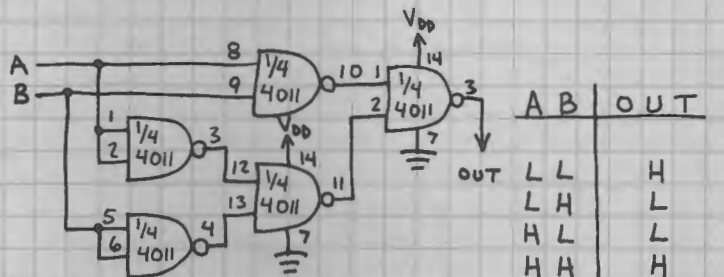 VDD
A 8 1/4 4011 10 1 1/4 4011 14 3
B 9 2 7
VDD
1 1/4 4011 3 14
2 12 1/4 4011 11
13 7
5 1/4 4011 4
6
OUT
A B OUT
L L H
L H L
H L L
H H H